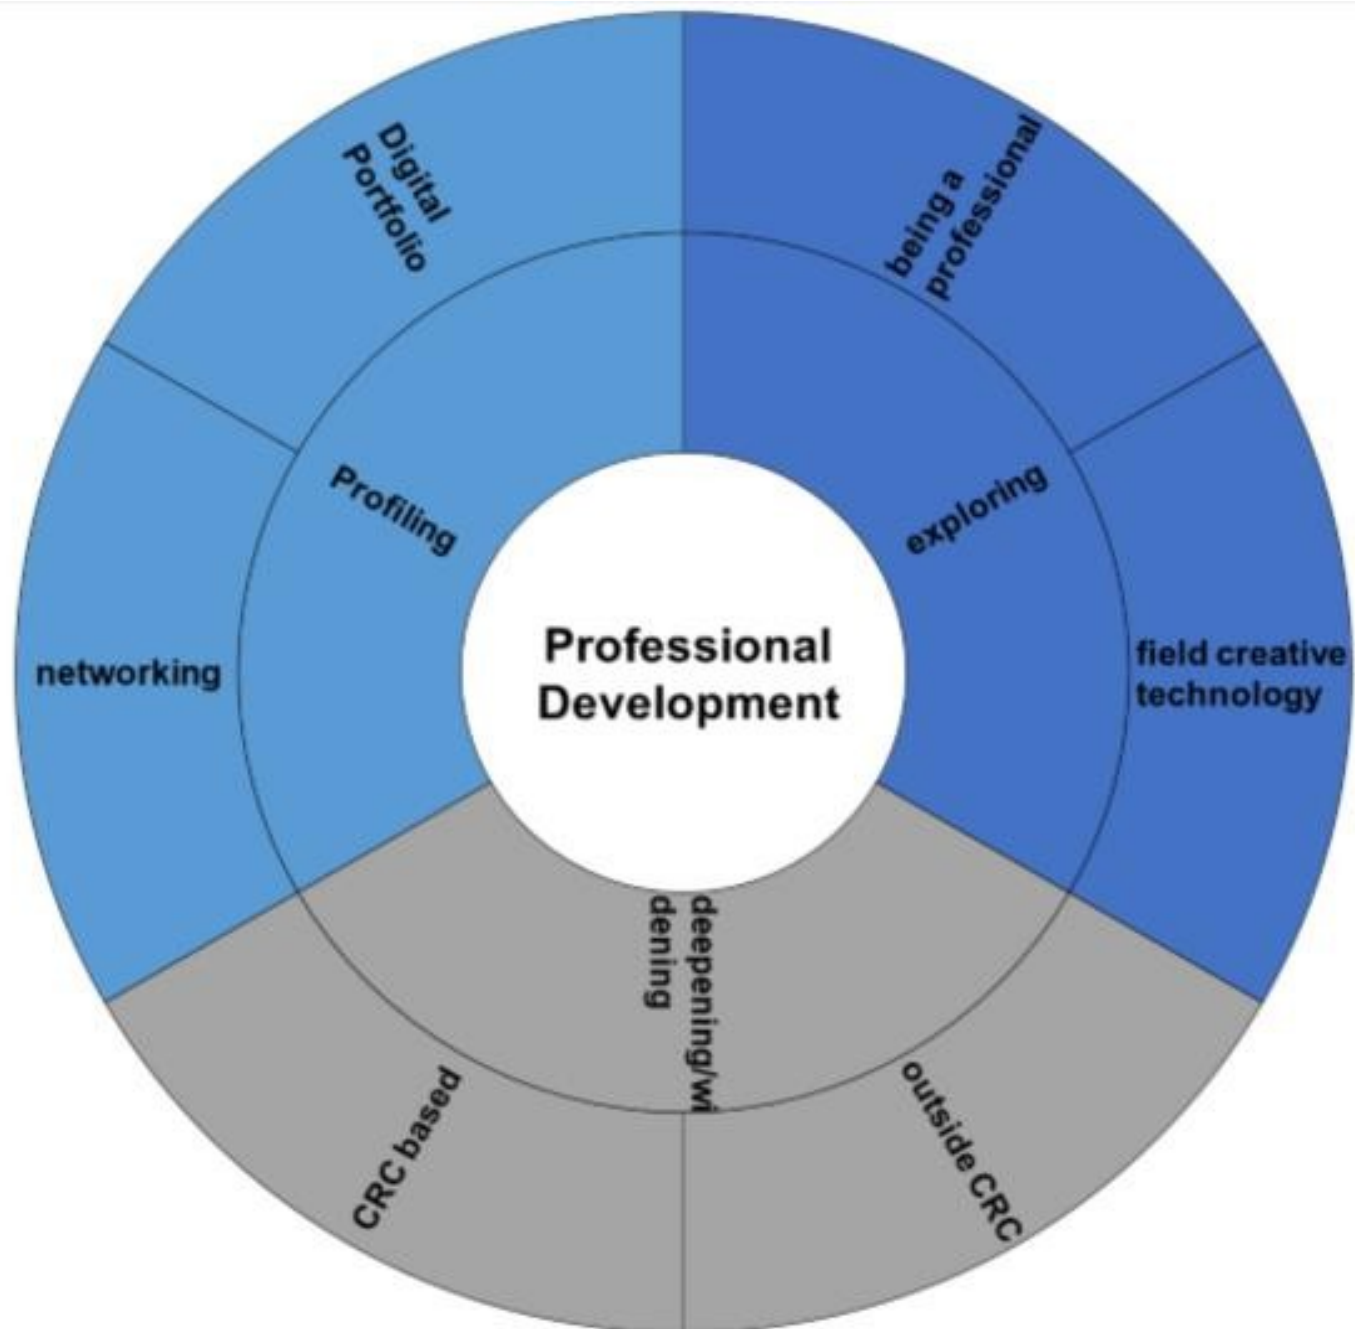 Professional
Development
exploring
being a
professional
field creative
technology
deepening/wi
dening
outside CRC
CRC based
Profiling
networking
Digital
Portfolio